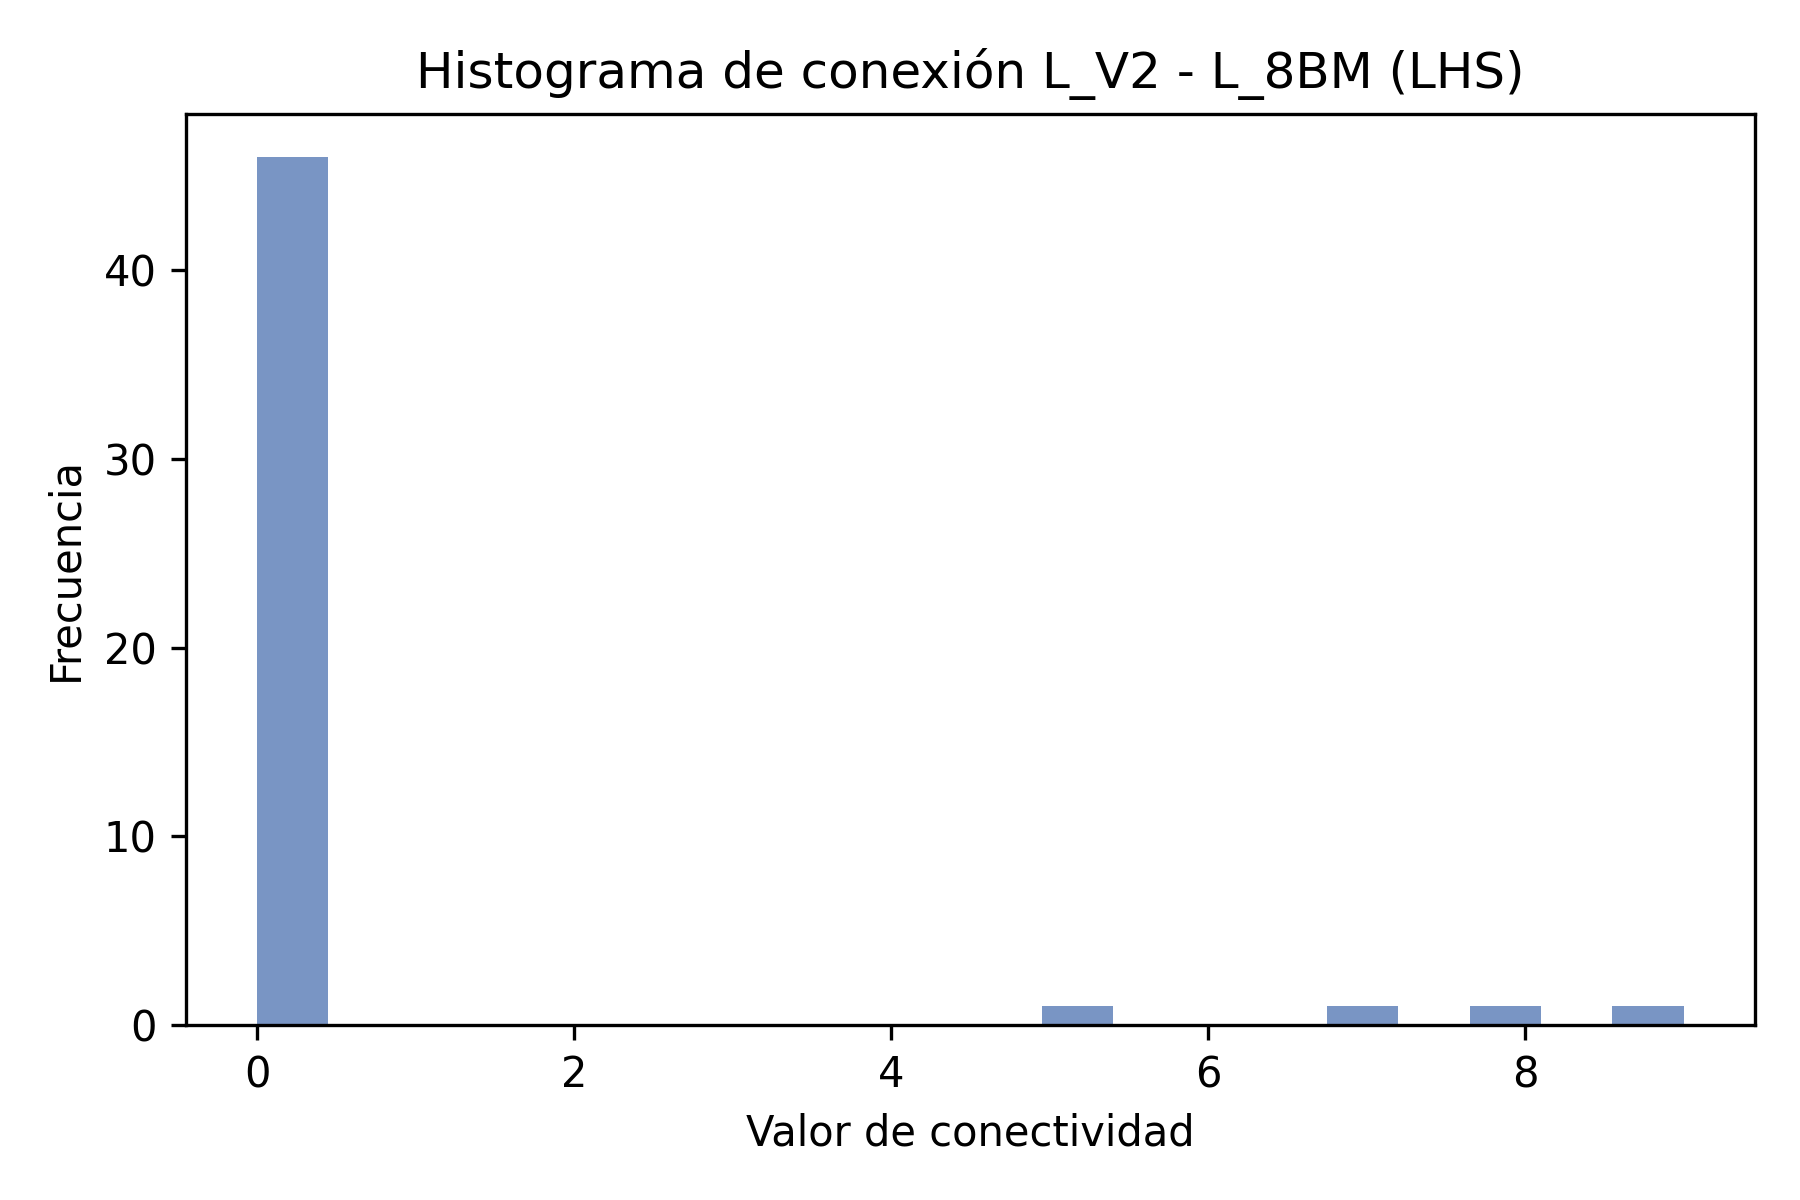 Histograma de conexión L_V2 - L_8BM (LHS)
Frecuencia
40
30
20
10
0
0 2 4 6 8
Valor de conectividad